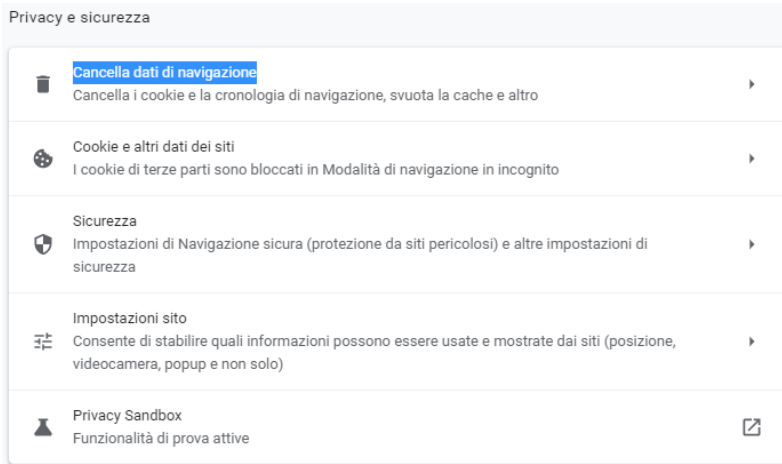 Privacy e sicurezza
Cancella dati di navigazione
Cancella i cookie e la cronologia di navigazione, svuota la cache e altro
Cookie e altri dati dei siti
I cookie di terze parti sono bloccati in Modalità di navigazione in incognito
Sicurezza
Impostazioni di Navigazione sicura (protezione da siti pericolosi) e altre impostazioni di
sicurezza
Impostazioni sito
Consente di stabilire quali informazioni possono essere usate e mostrate dai siti (posizione,
videocamera, popup e non solo)
Privacy Sandbox
Funzionalità di prova attive